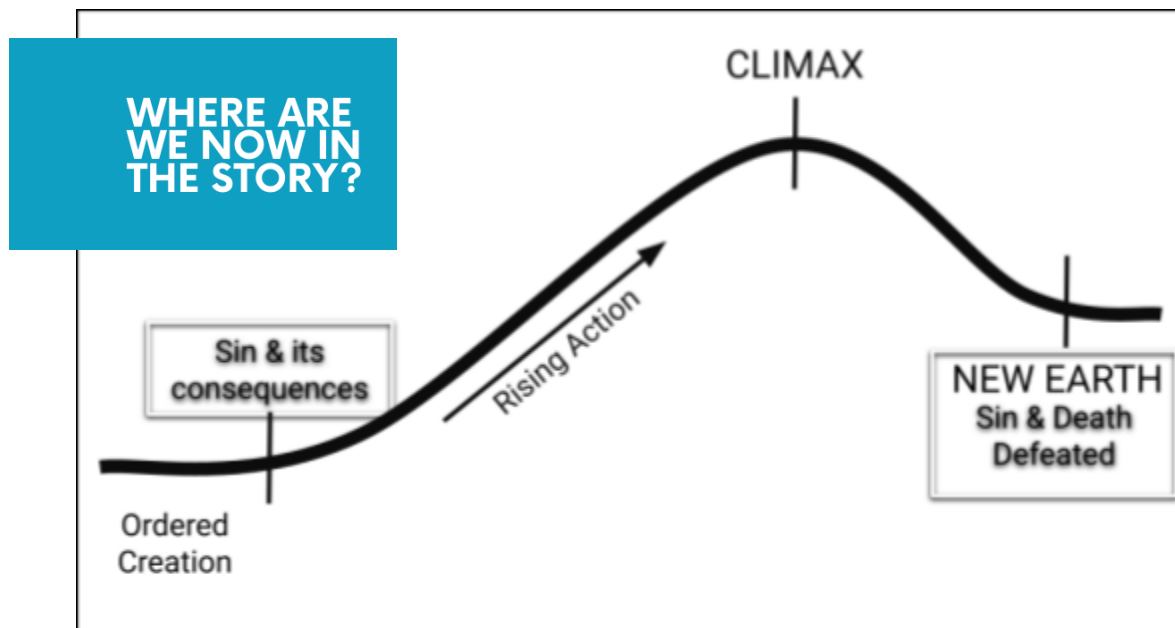 WHERE ARE
WE NOW IN
THE STORY?
CLIMAX
Rising Action
Sin & its
consequences
Ordered
Creation
NEW EARTH
Sin & Death
Defeated